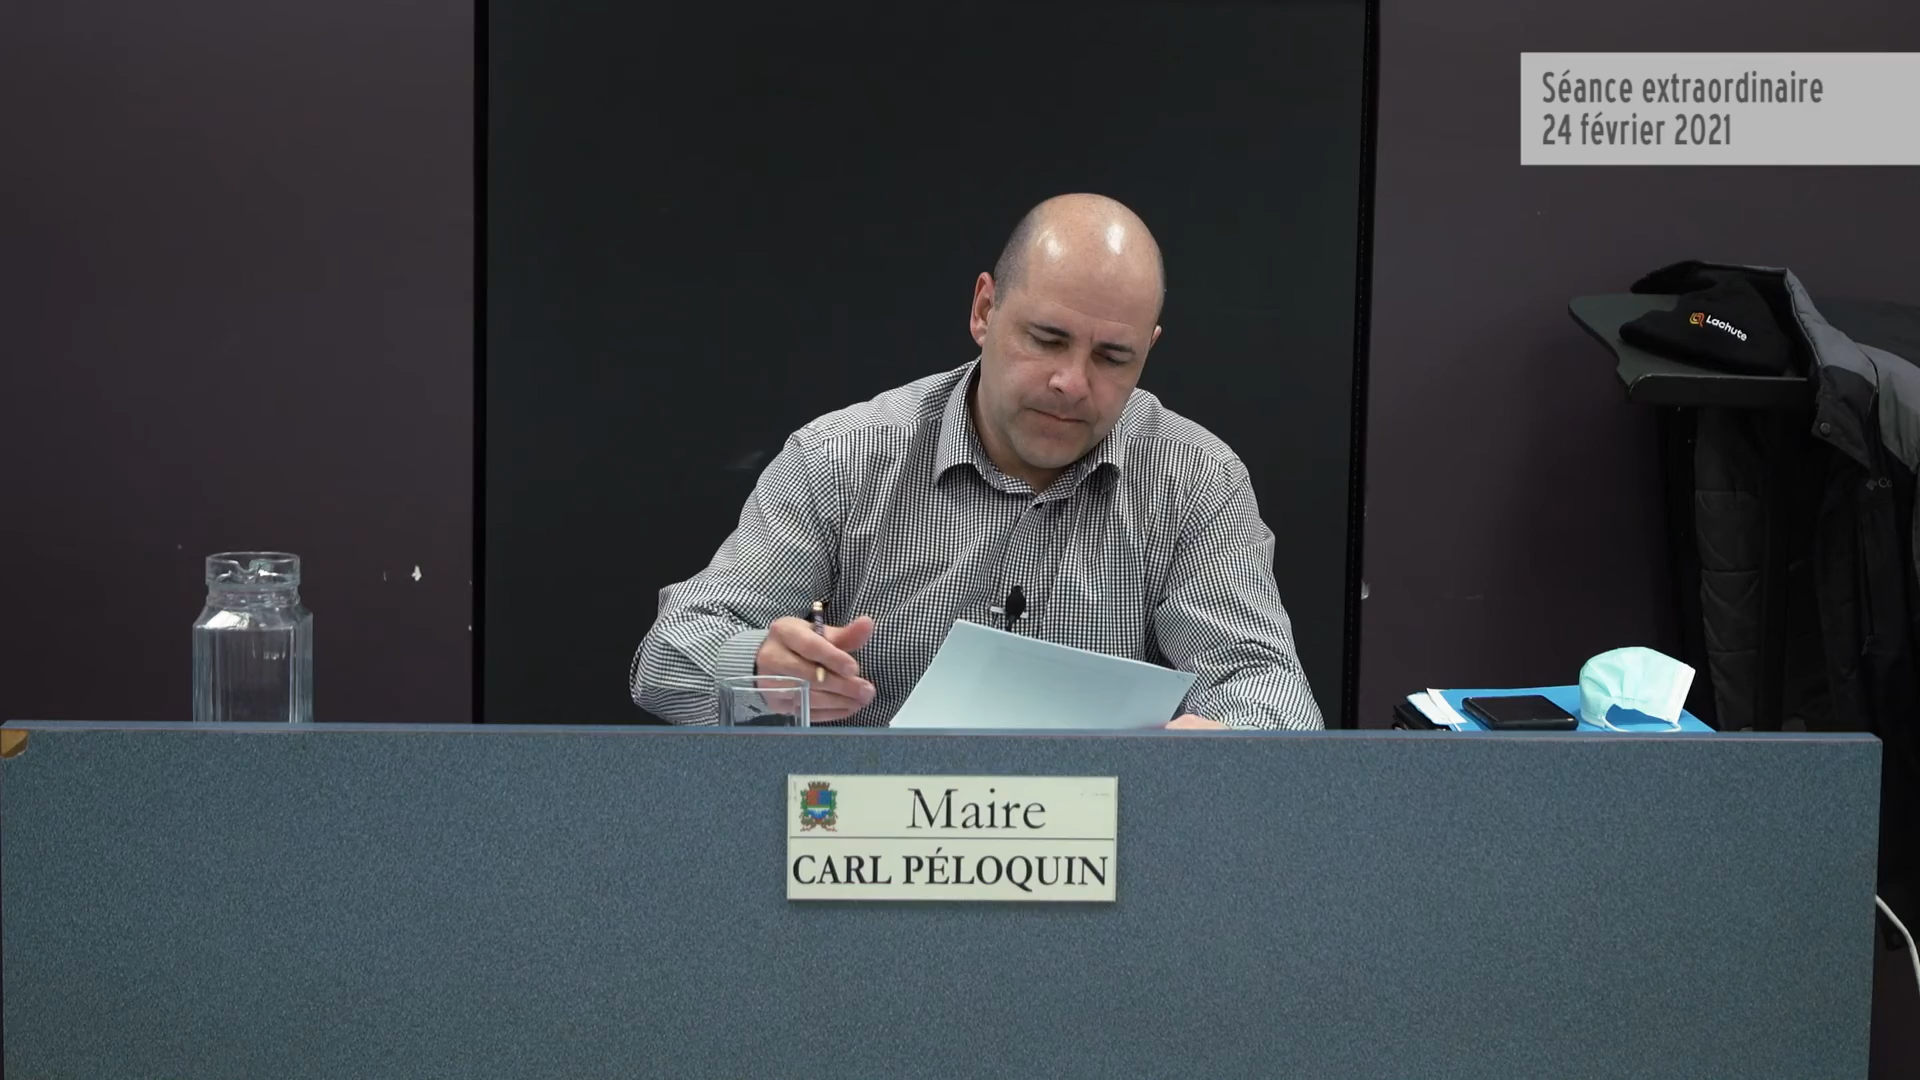 Séance extraordinaire
24 février 2021
Lachute
Maire
CARL PÉLOQUIN